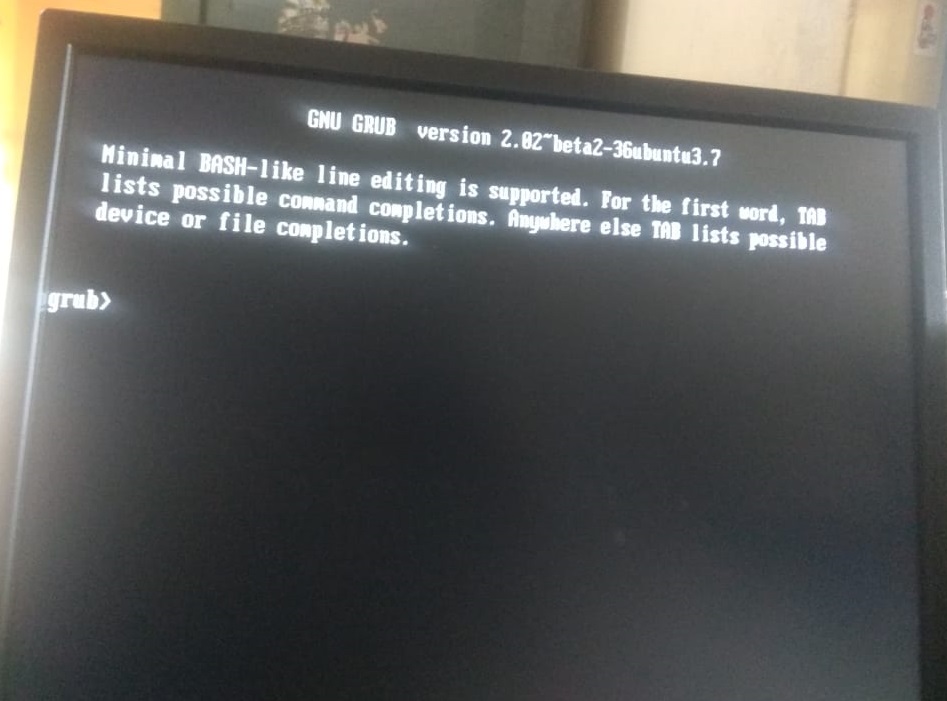 GNU GRUB version 2.02~beta2-36ubuntu3.7
Minimal BASH-like line editing is supported. For the first word, TAB
lists possible command completions. Anywhere else TAB lists possible
device or file completions.
grub>